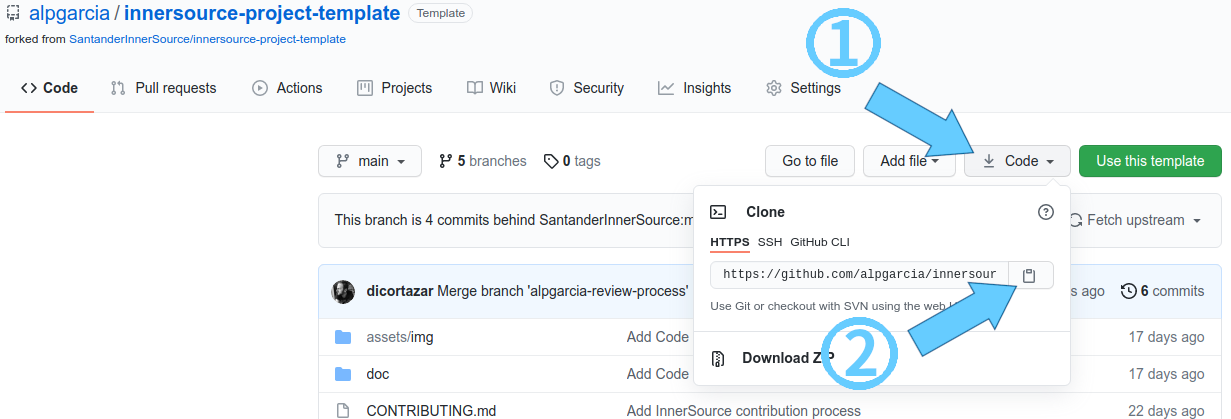 alpgarcia / innersource-project-template Template
forked from SantanderInnerSource/innersource-project-template
1
Code Pull requests Actions Projects Wiki Security Insights Settings
main 5 branches 0 tags Go to file Add file Code Use this template
This branch is 4 commits behind SantanderInnerSource:m Fetch upstream
Clone
HTTPS SSH GitHub CLI
https://github.com/alpgarcia/innersour
dicortazar Merge branch 'alpgarcia-review-process' ago 6 commits
Use Git or checkout with SVN using the web
assets/img Add Code 17 days ago
2
Download ZIP
doc Add Code 17 days ago
CONTRIBUTING.md Add InnerSource contribution process 22 days ago